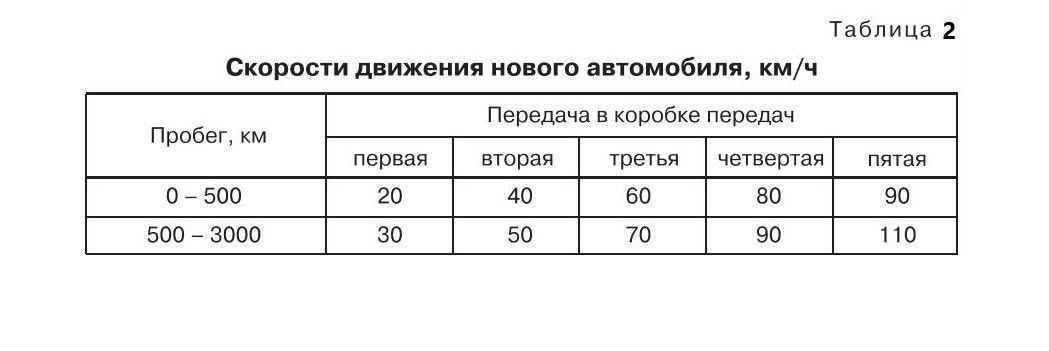 Таблица 2
Скорости движения нового автомобиля, км/ч
Пробег, км
Передача в коробке передач
первая вторая третья четвертая пятая
0 – 500 20 40 60 80 90
500 – 3000 30 50 70 90 110